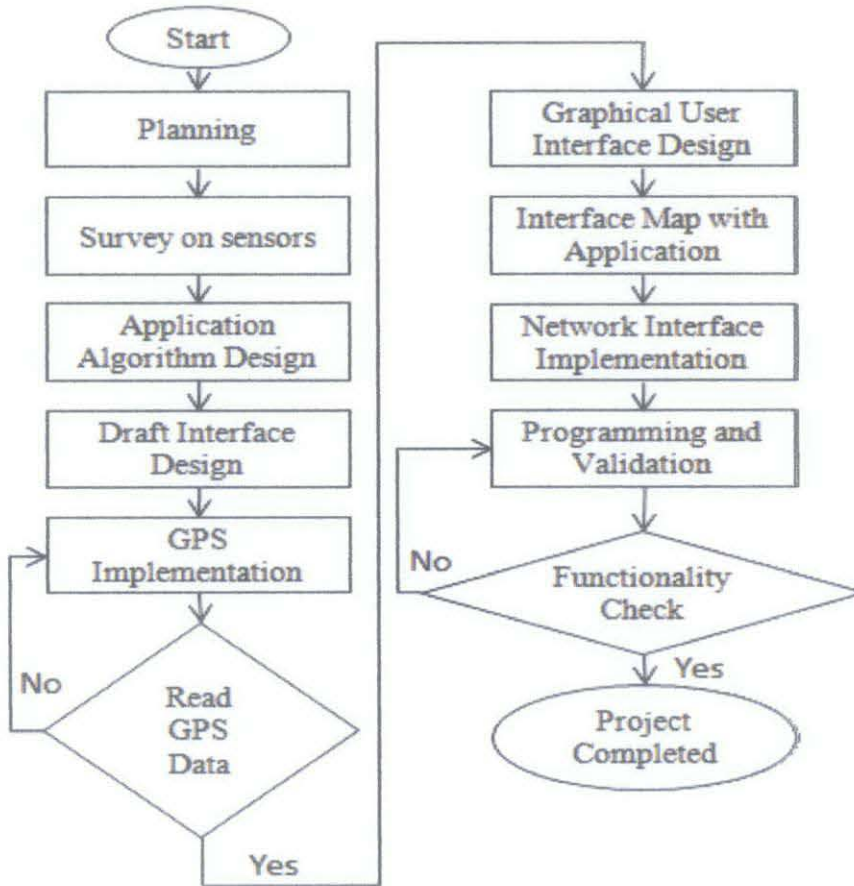 Start
Planning
Survey on sensors
Application
Algorithm Design
Draft Interface
Design
GPS
Implementation
No
Read
GPS
Data
Yes
Graphical User
Interface Design
Interface Map with
Application
Network Interface
Implementation
Programming and
Validation
No
Functionality
Check
Yes
Project
Completed